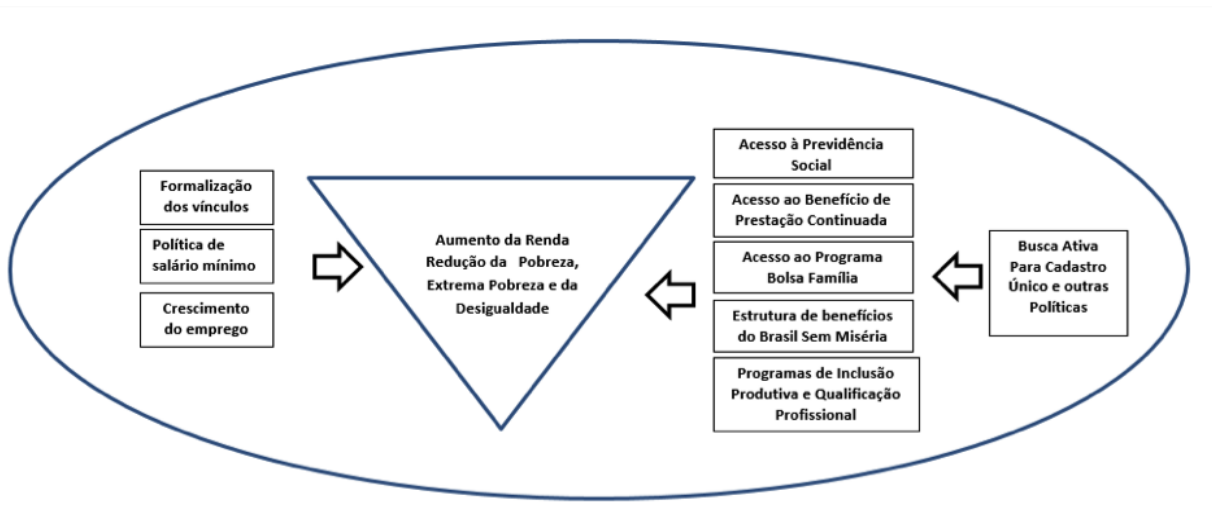 Formalização
dos vínculos
Política de
salário mínimo
Crescimento
do emprego
Aumento da Renda
Redução da Pobreza,
Extrema Pobreza e da
Desigualdade
Acesso à Previdência
Social
Acesso ao Benefício de
Prestação Continuada
Acesso ao Programa
Bolsa Família
Estrutura de benefícios
do Brasil Sem Miséria
Programas de Inclusão
Produtiva e Qualificação
Profissional
Busca Ativa
Para Cadastro
Único e outras
Políticas